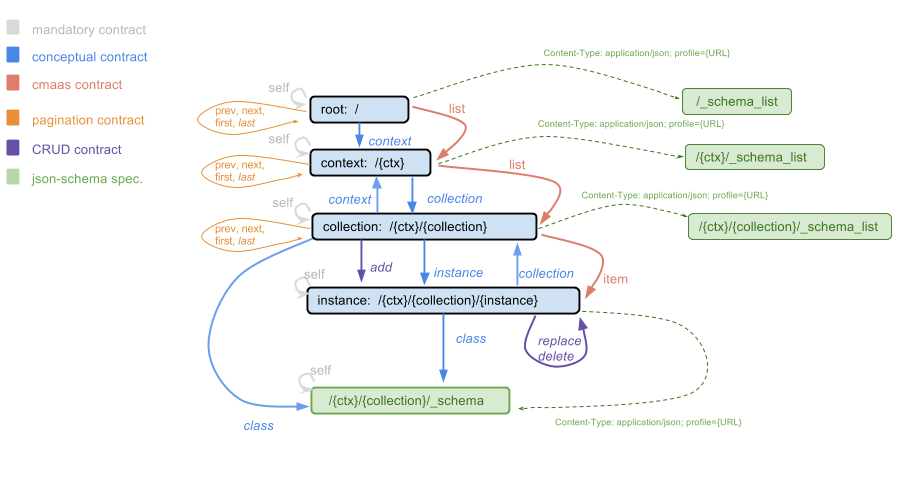 mandatory contract
conceptual contract
cmaas contract
pagination contract
CRUD contract
json-schema spec.
Content-Type: application/json; profile={URL}
self
/_schema_list
prev, next,
first, last
root: /
list
Content-Type: application/json; profile={URL}
self
context
prev, next,
first, last
context: /{ctx}
list
/{ctx}/_schema_list
context
collection
Content-Type: application/json; profile={URL}
self
prev, next,
first, last
collection: /{ctx}/{collection}
/{ctx}/{collection}/_schema_list
add
instance
collection
item
self
instance: /{ctx}/{collection}/{instance}
class
replace
delete
self
/{ctx}/{collection}/_schema
class
Content-Type: application/json; profile={URL}